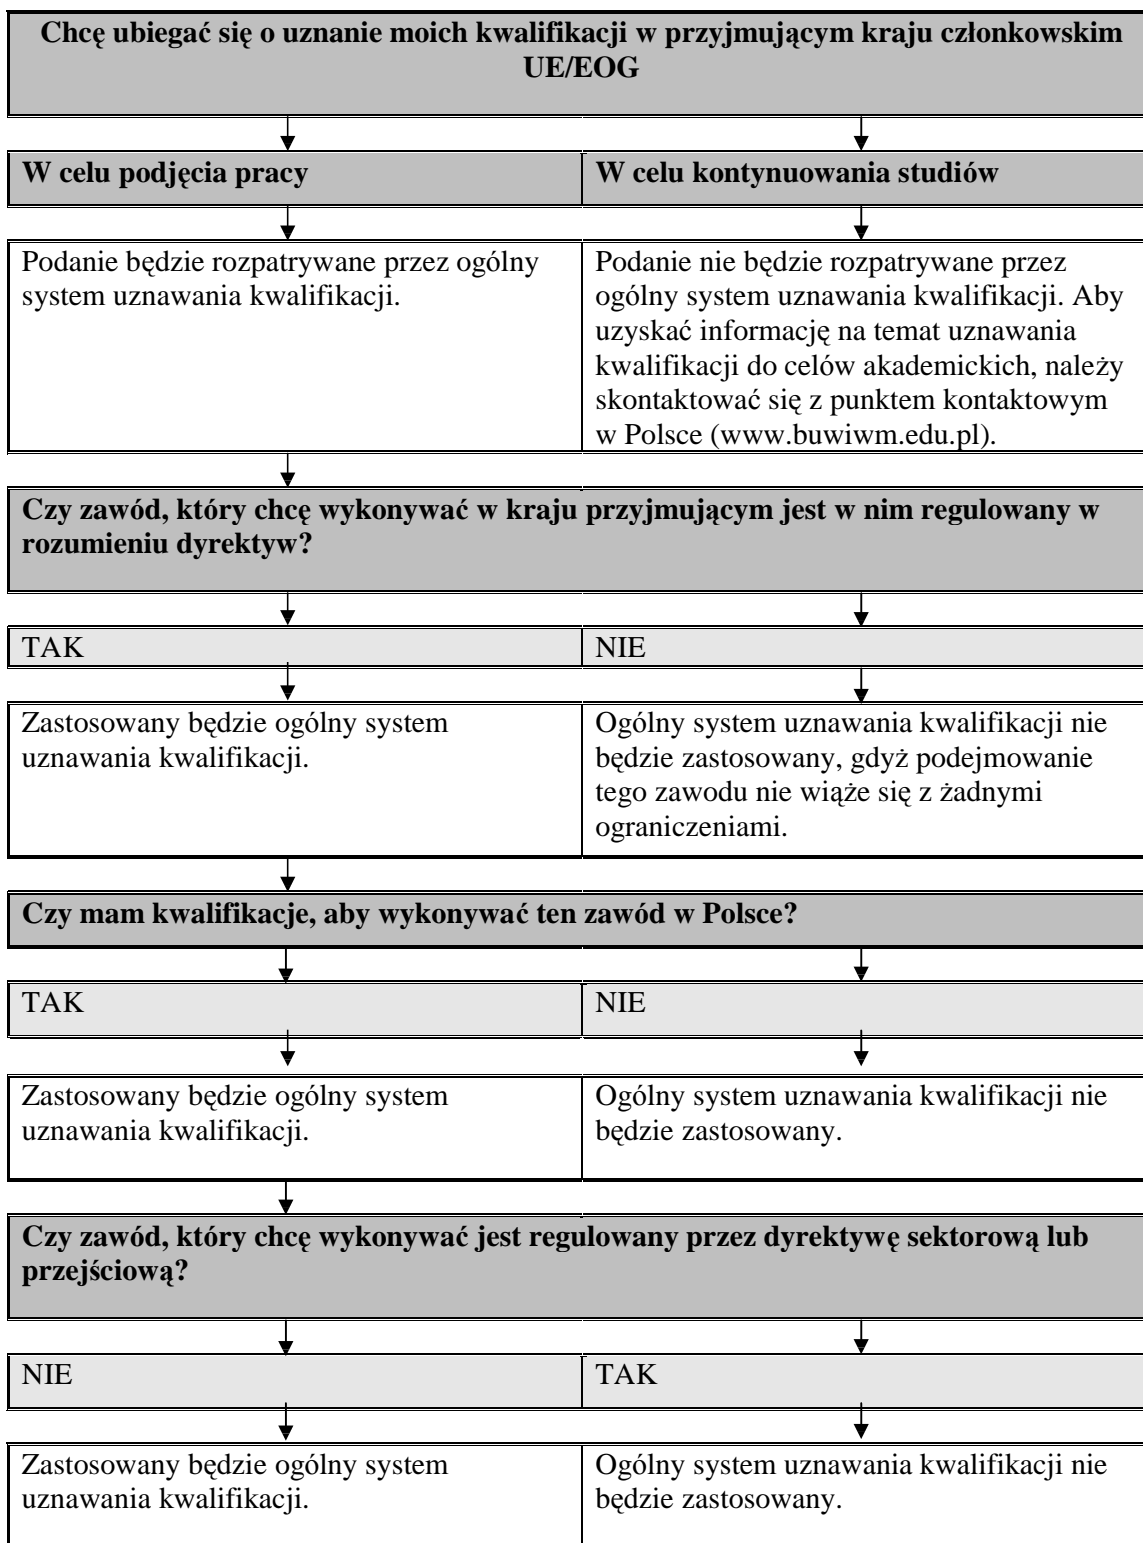 Chcę ubiegać się o uznanie moich kwalifikacji w przyjmującym kraju członkowskim
UE/EOG
W celu podjęcia pracy
W celu kontynuowania studiów
Podanie będzie rozpatrywane przez ogólny
system uznawania kwalifikacji.
Podanie nie będzie rozpatrywane przez
ogólny system uznawania kwalifikacji. Aby
uzyskać informację na temat uznawania
kwalifikacji do celów akademickich, należy
skontaktować się z punktem kontaktowym
w Polsce (www.buwiwm.edu.pl).
Czy zawód, który chcę wykonywać w kraju przyjmującym jest w nim regulowany w
rozumieniu dyrektyw?
TAK
NIE
Zastosowany będzie ogólny system
uznawania kwalifikacji.
Ogólny system uznawania kwalifikacji nie
będzie zastosowany, gdyż podejmowanie
tego zawodu nie wiąże się z żadnymi
ograniczeniami.
Czy mam kwalifikacje, aby wykonywać ten zawód w Polsce?
TAK
NIE
Zastosowany będzie ogólny system
uznawania kwalifikacji.
Ogólny system uznawania kwalifikacji nie
będzie zastosowany.
Czy zawód, który chcę wykonywać jest regulowany przez dyrektywę sektorową lub
przejściową?
NIE
TAK
Zastosowany będzie ogólny system
uznawania kwalifikacji.
Ogólny system uznawania kwalifikacji nie
będzie zastosowany.